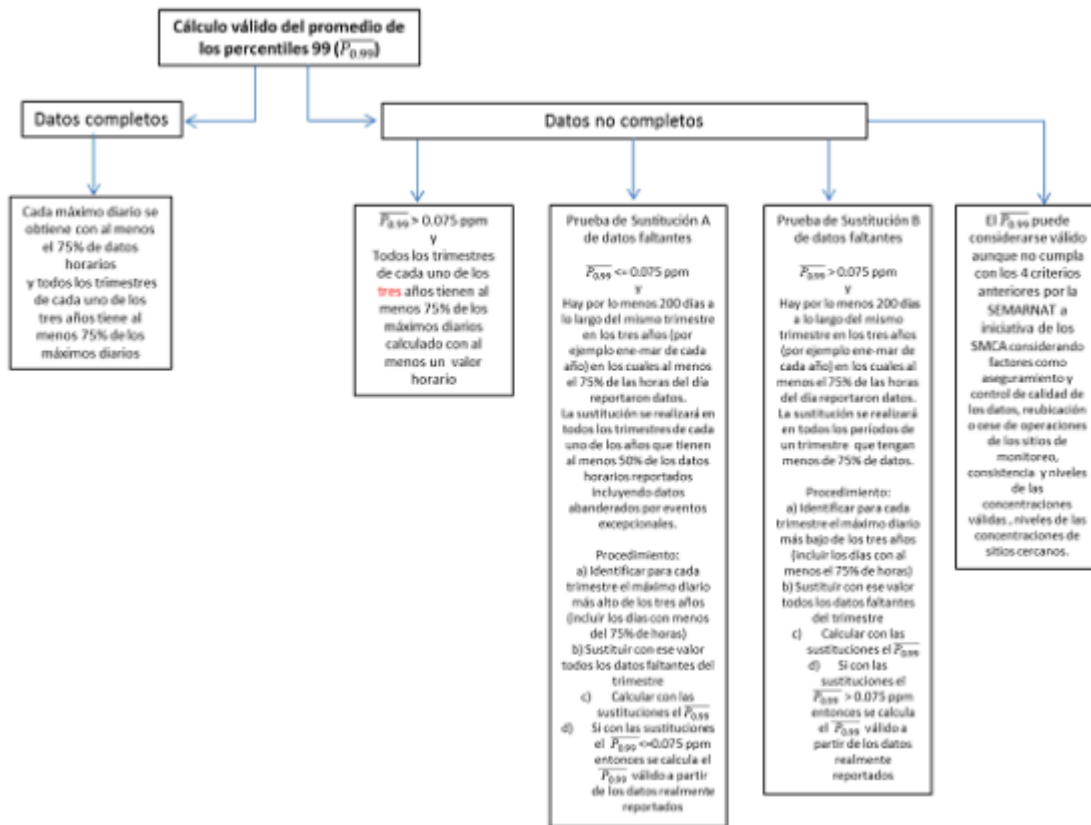 Cálculo válido del promedio de
los percentiles 99 (P0.99)
Datos completos
Datos no completos
Cada máximo diario se
obtiene con al menos
el 75% de datos
horarios
y todos los trimestres
de cada uno de los
tres años tiene al
menos 75% de los
máximos diarios
P0.99 > 0.075 ppm
y
Todos los trimestres
de cada uno de los
tres años tienen al
menos 75% de los
máximos diarios
calculado con al
menos un valor
horario
Prueba de Sustitución A
de datos faltantes
P0.99 <= 0.075 ppm
y
Hay por lo menos 200 días a
lo largo del mismo trimestre
en los tres años (por
ejemplo ene-mar de cada
año) en los cuales al menos
el 75% de las horas del día
reportaron datos.
La sustitución se realizará en
todos los trimestres de cada
uno de los años que tienen
al menos 50% de los datos
horarios reportados
incluyendo datos
abanderados por eventos
excepcionales.
Procedimiento:
a) Identificar para cada
trimestre el máximo diario
más alto de los tres años
(incluir los días con menos
del 75% de horas)
b) Sustituir con ese valor
todos los datos faltantes del
trimestre
c) Calcular con las
sustituciones el P0.99
d) Si con las sustituciones
el P0.99 <=0.075 ppm
entonces se calcula el
P0.99 válido a partir
de los datos realmente
reportados
Prueba de Sustitución B
de datos faltantes
P0.99 > 0.075 ppm
y
Hay por lo menos 200 días
a lo largo del mismo
trimestre en los tres años
(por ejemplo ene-mar de
cada año) en los cuales al
menos el 75% de las horas
del día reportaron datos.
La sustitución se realizará
en todos los períodos de
un trimestre que tengan
menos de 75% de datos.
Procedimiento:
a) Identificar para cada
trimestre el máximo diario
más bajo de los tres años
(incluir los días con al
menos el 75% de horas)
b) Sustituir con ese valor
todos los datos faltantes
del trimestre
c) Calcular con las
sustituciones el P0.99
d) Si con las
sustituciones el
P0.99 > 0.075 ppm
entonces se calcula
el P0.99 válido a
partir de los datos
realmente
reportados
El P0.99 puede
considerarse válido
aunque no cumpla
con los 4 criterios
anteriores por la
SEMARNAT a
iniciativa de los
SMCA considerando
factores como
aseguramiento y
control de calidad de
los datos, reubicación
o cese de operaciones
de los sitios de
monitoreo,
consistencia y niveles
de las
concentraciones
válidas , niveles de las
concentraciones de
sitios cercanos.